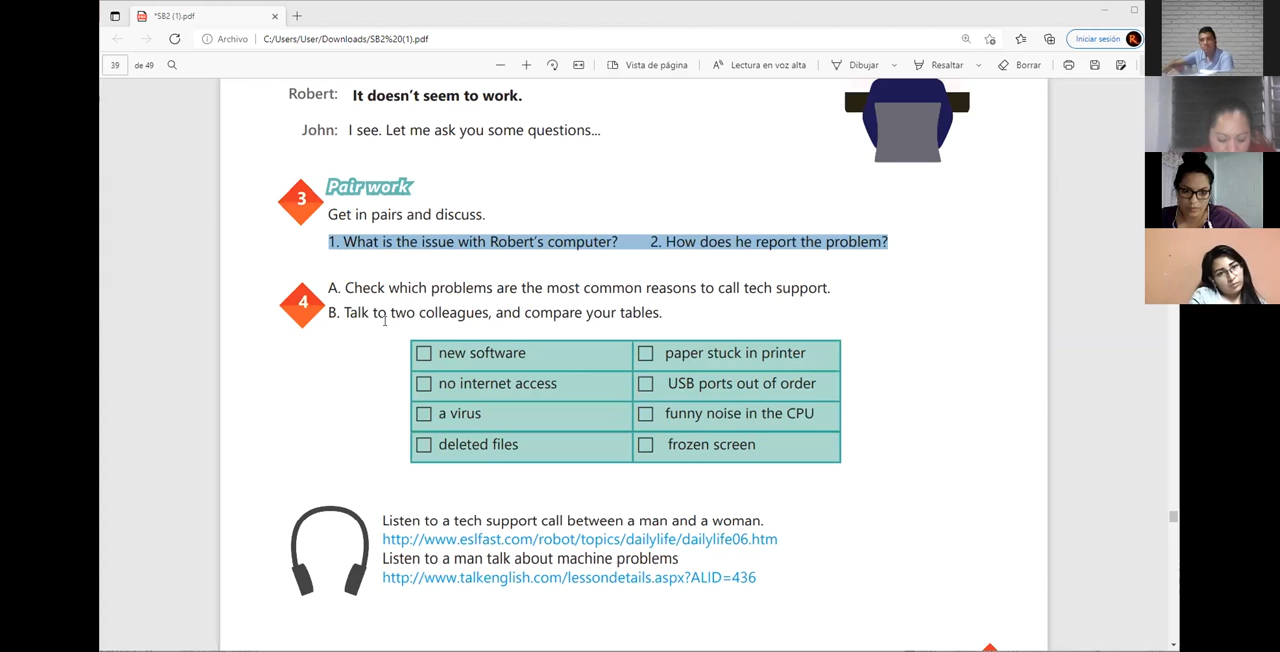 *SB2 (1).pdf
Archivo
C:/Users/User/Downloads/SB2%20(1).pdf
Iniciar sesión
39
de 49
Vista de página
Lectura en voz alta
Dibujar
Resaltar
Borrar
Robert: It doesn't seem to work.
John: I see. Let me ask you some questions...
3
Pair work
Get in pairs and discuss.
1. What is the issue with Robert's computer? 2. How does he report the problem?
4
A. Check which problems are the most common reasons to call tech support.
B. Talk to two colleagues, and compare your tables.
new software
paper stuck in printer
no internet access
USB ports out of order
a virus
funny noise in the CPU
deleted files
frozen screen
Listen to a tech support call between a man and a woman.
http://www.eslfast.com/robot/topics/dailylife/dailylife06.htm
Listen to a man talk about machine problems
http://www.talkenglish.com/lessondetails.aspx?ALID=436